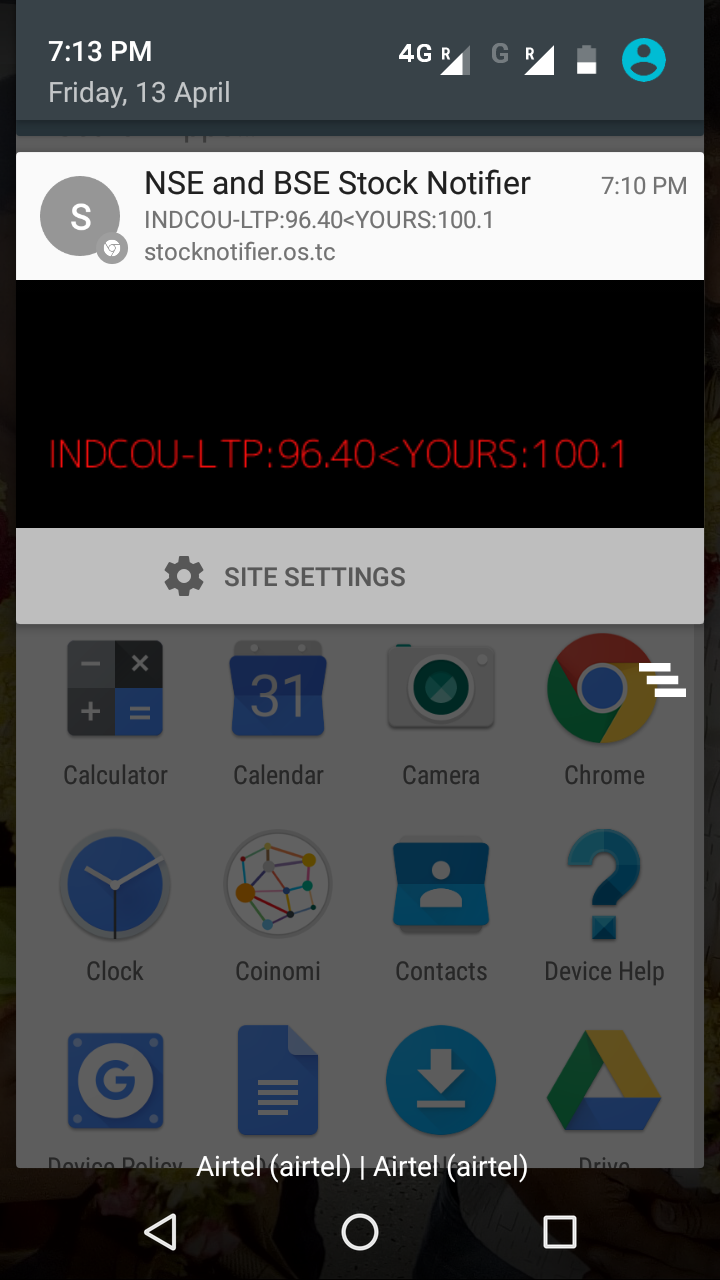 7:13 PM
4G R G R
Friday, 13 April
NSE and BSE Stock Notifier 7:10 PM
S
INDCOU-LTP:96.40<YOURS:100.1
stocknotifier.os.tc
INDCOU-LTP:96.40<YOURS:100.1
SITE SETTINGS
31
Calculator Calendar Camera Chrome
Clock Coinomi Contacts Device Help
G
Device Policy Drive
Airtel (airtel) | Airtel (airtel)